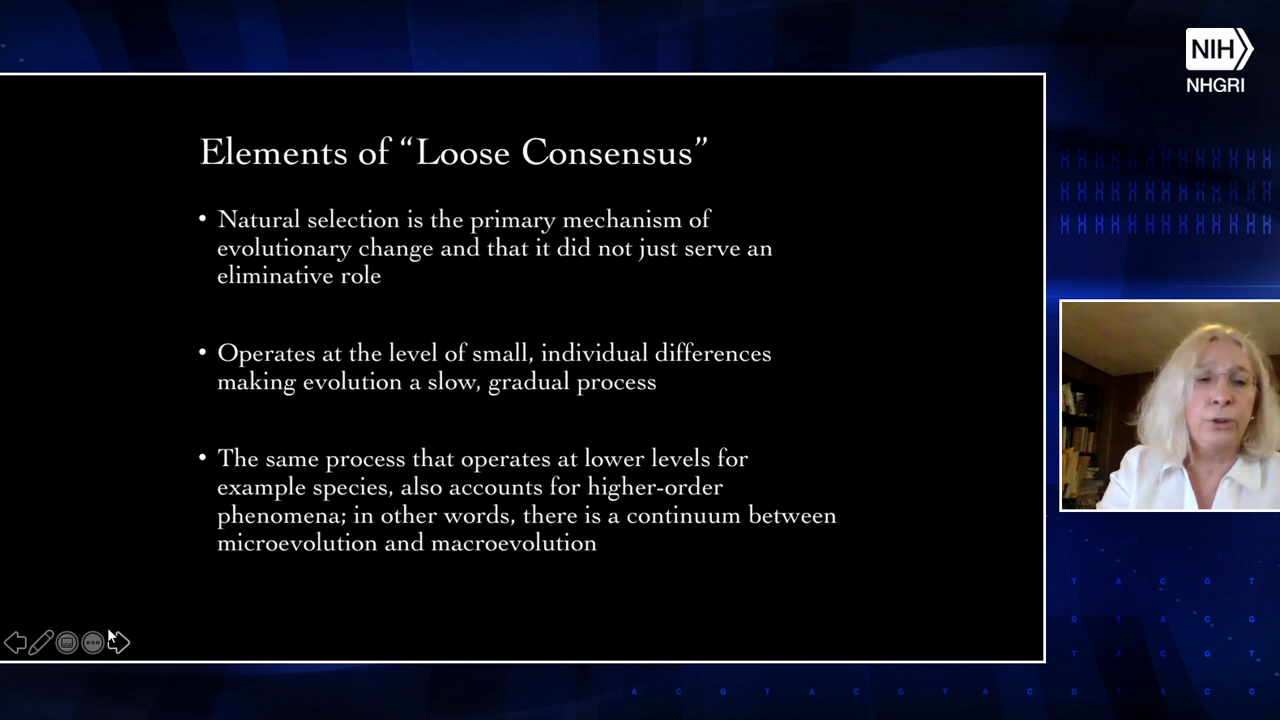 NIH
NHGRI
Elements of “Loose Consensus”
• Natural selection is the primary mechanism of
evolutionary change and that it did not just serve an
eliminative role
• Operates at the level of small, individual differences
making evolution a slow, gradual process
• The same process that operates at lower levels for
example species, also accounts for higher-order
phenomena; in other words, there is a continuum between
microevolution and macroevolution
T A C G T
G T A C G
T A C G T
A C G T A C G T A C G T A C G